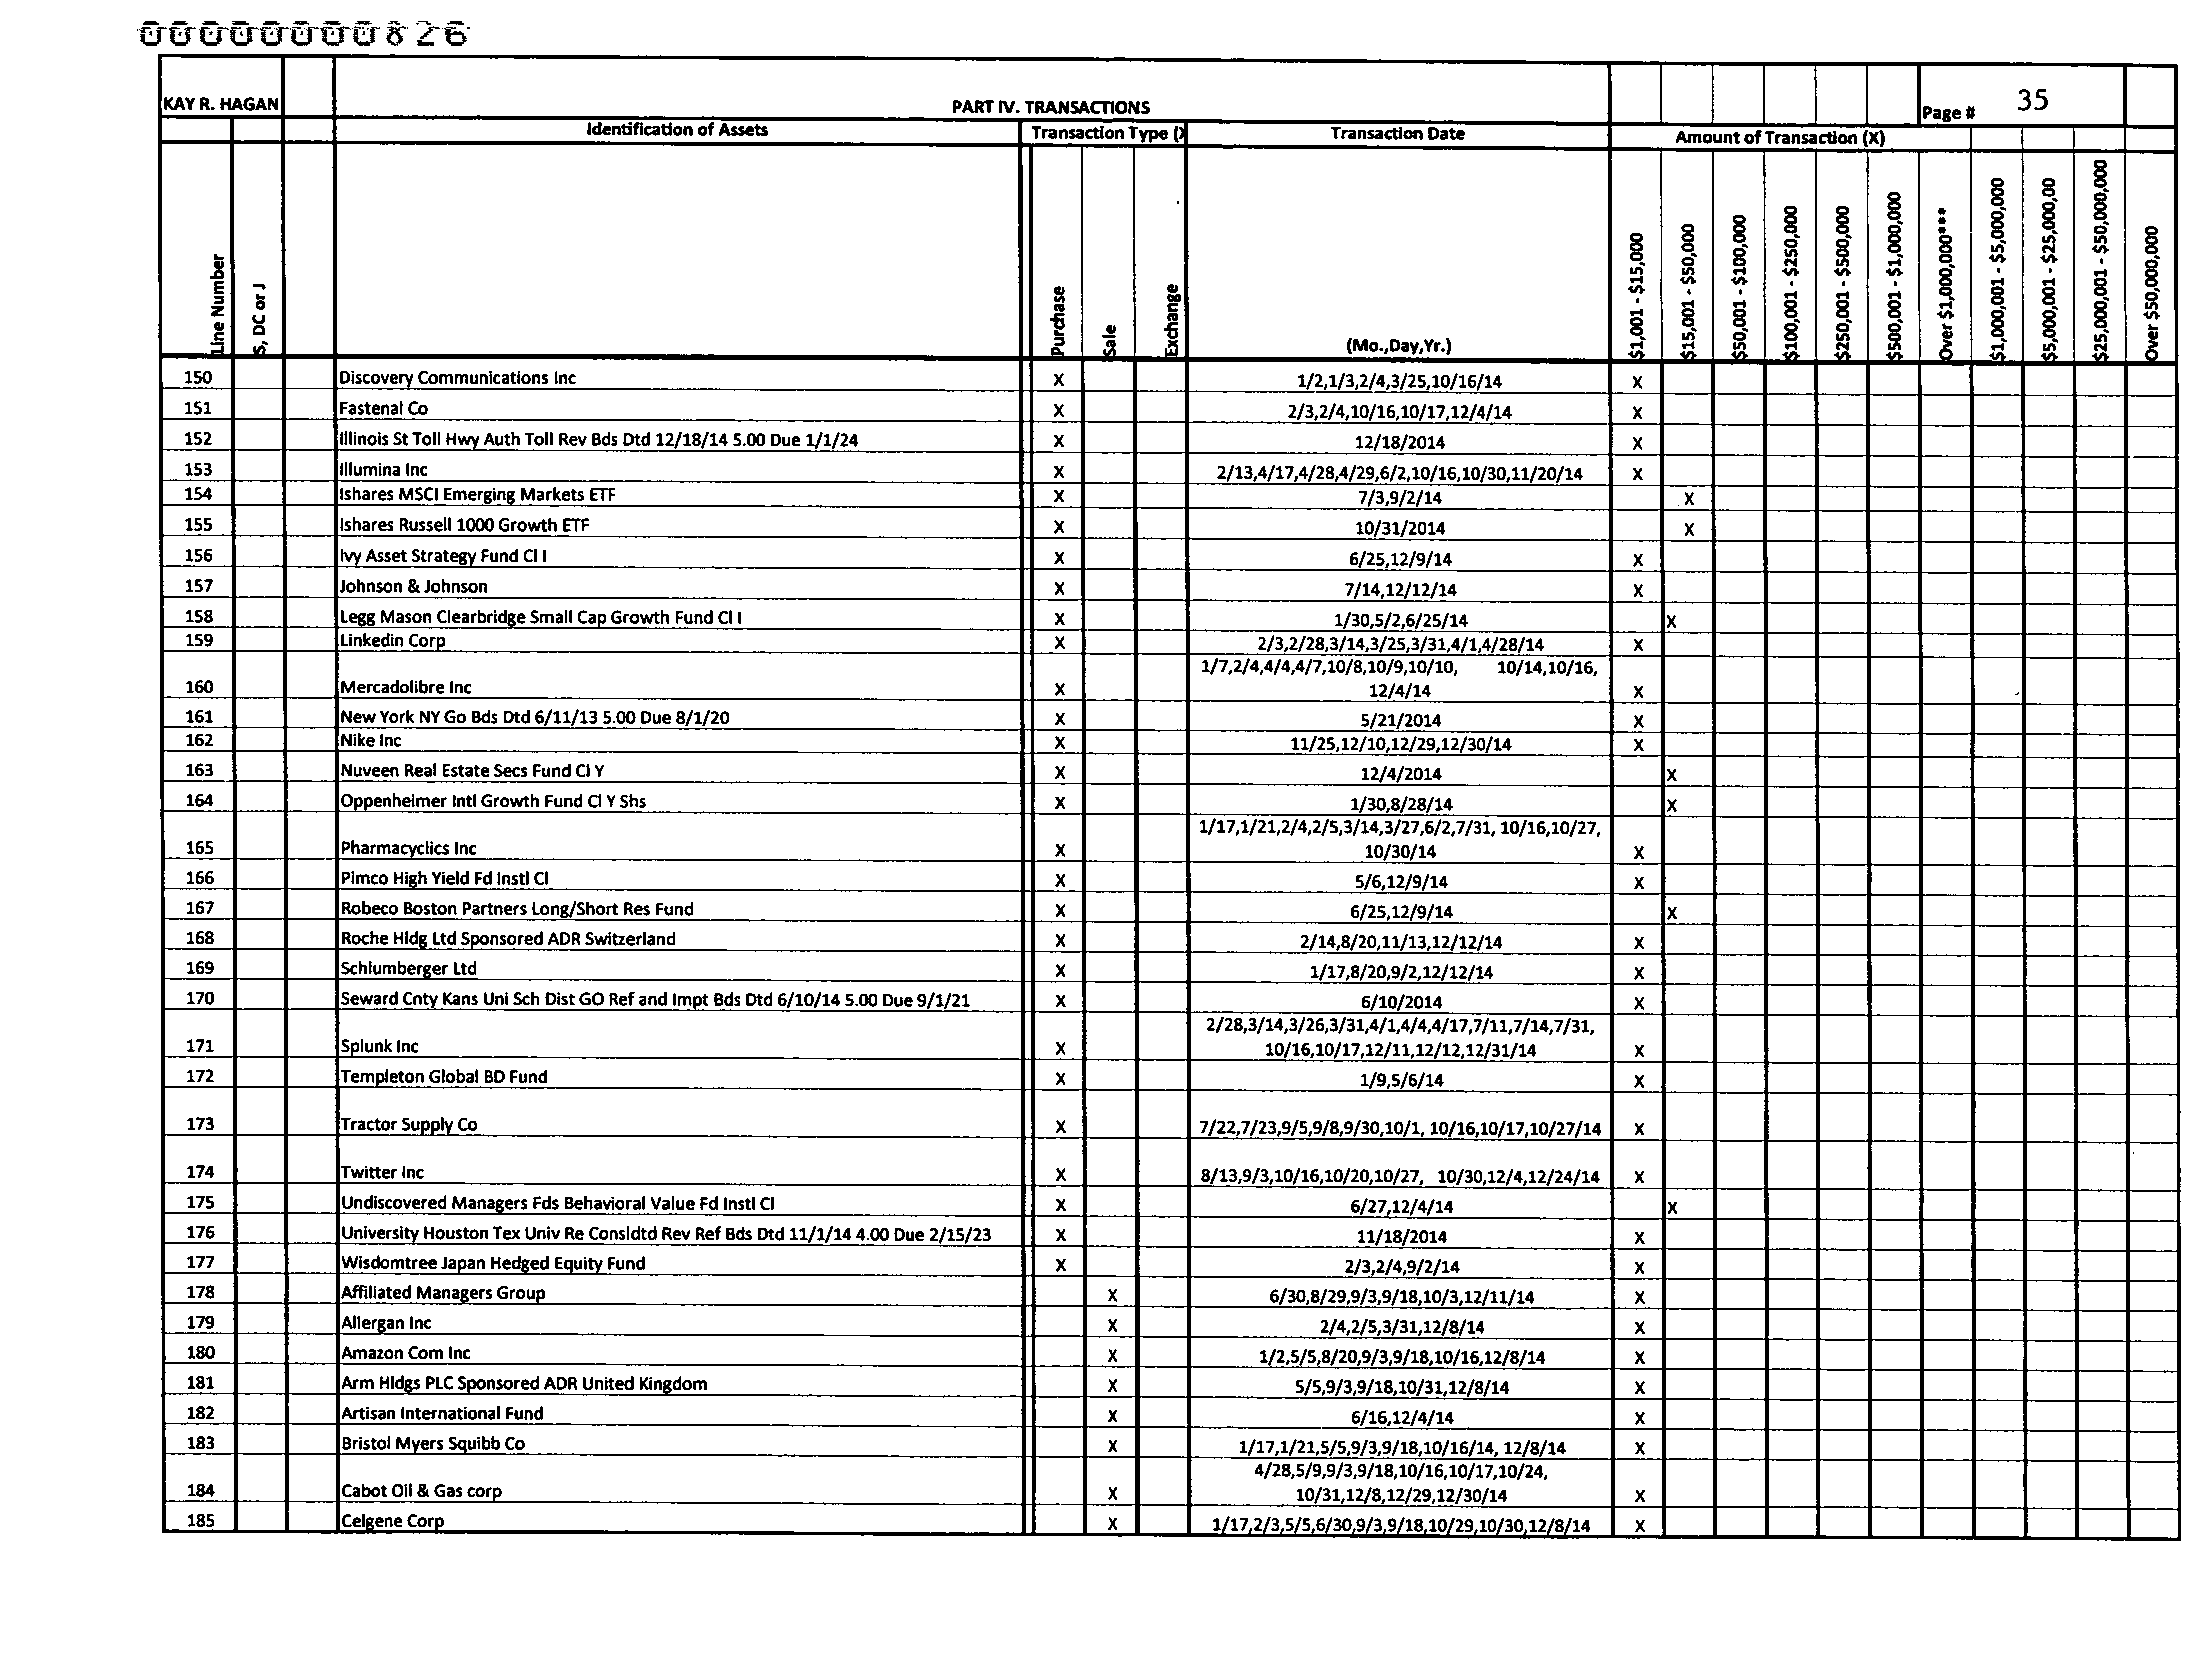 00000000826
KAY R. HAGAN PART IV. TRANSACTIONS Page # 35
Identification of Assets Transaction Type (X Transaction Date Amount of Transaction (X)
Line Number S, DC or J Purchase Sale Exchange (Mo.,Day,Yr.) $1,001 - $15,000 $15,001 - $50,000 $50,001 - $100,000 $100,001 - $250,000 $250,001 - $500,000 $500,001 - $1,000,000 Over $1,000,000*** $1,000,001 - $5,000,000 $5,000,001 - $25,000,00 $25,000,001 - $50,000,000 Over $50,000,000
150 Discovery Communications Inc X 1/2,1/3,2/4,3/25,10/16/14 X
151 Fastenal Co X 2/3,2/4,10/16,10/17,12/4/14 X
152 Illinois St Toll Hwy Auth Toll Rev Bds Dtd 12/18/14 5.00 Due 1/1/24 X 12/18/2014 X
153 Illumina Inc X 2/13,4/17,4/28,4/29,6/2,10/16,10/30,11/20/14 X
154 Ishares MSCI Emerging Markets ETF X 7/3,9/2/14 X
155 Ishares Russell 1000 Growth ETF X 10/31/2014 X
156 Ivy Asset Strategy Fund Cl I X 6/25,12/9/14 X
157 Johnson & Johnson X 7/14,12/12/14 X
158 Legg Mason Clearbridge Small Cap Growth Fund Cl I X 1/30,5/2,6/25/14 X
159 Linkedin Corp X 2/3,2/28,3/14,3/25,3/31,4/1,4/28/14 X
1/7,2/4,4/4,4/7,10/8,10/9,10/10, 10/14,10/16,
160 Mercadolibre Inc X 12/4/14 X
161 New York NY Go Bds Dtd 6/11/13 5.00 Due 8/1/20 X 5/21/2014 X
162 Nike Inc X 11/25,12/10,12/29,12/30/14 X
163 Nuveen Real Estate Secs Fund Cl Y X 12/4/2014 X
164 Oppenheimer Intl Growth Fund Cl Y Shs X 1/30,8/28/14 X
1/17,1/21,2/4,2/5,3/14,3/27,6/2,7/31, 10/16,10/27,
165 Pharmacyclics Inc X 10/30/14 X
166 Pimco High Yield Fd Instl Cl X 5/6,12/9/14 X
167 Robeco Boston Partners Long/Short Res Fund X 6/25,12/9/14 X
168 Roche Hldg Ltd Sponsored ADR Switzerland X 2/14,8/20,11/13,12/12/14 X
169 Schlumberger Ltd X 1/17,8/20,9/2,12/12/14 X
170 Seward Cnty Kans Uni Sch Dist GO Ref and Impt Bds Dtd 6/10/14 5.00 Due 9/1/21 X 6/10/2014 X
2/28,3/14,3/26,3/31,4/1,4/4,4/17,7/11,7/14,7/31,
171 Splunk Inc X 10/16,10/17,12/11,12/12,12/31/14 X
172 Templeton Global BD Fund X 1/9,5/6/14 X
173 Tractor Supply Co X 7/22,7/23,9/5,9/8,9/30,10/1, 10/16,10/17,10/27/14 X
174 Twitter Inc X 8/13,9/3,10/16,10/20,10/27, 10/30,12/4,12/24/14 X
175 Undiscovered Managers Fds Behavioral Value Fd Instl Cl X 6/27,12/4/14 X
176 University Houston Tex Univ Re Consldtd Rev Ref Bds Dtd 11/1/14 4.00 Due 2/15/23 X 11/18/2014 X
177 Wisdomtree Japan Hedged Equity Fund X 2/3,2/4,9/2/14 X
178 Affiliated Managers Group X 6/30,8/29,9/3,9/18,10/3,12/11/14 X
179 Allergan Inc X 2/4,2/5,3/31,12/8/14 X
180 Amazon Com Inc X 1/2,5/5,8/20,9/3,9/18,10/16,12/8/14 X
181 Arm Hldgs PLC Sponsored ADR United Kingdom X 5/5,9/3,9/18,10/31,12/8/14 X
182 Artisan International Fund X 6/16,12/4/14 X
183 Bristol Myers Squibb Co X 1/17,1/21,5/5,9/3,9/18,10/16/14, 12/8/14 X
4/28,5/9,9/3,9/18,10/16,10/17,10/24,
184 Cabot Oil & Gas corp X 10/31,12/8,12/29,12/30/14 X
185 Celgene Corp X 1/17,2/3,5/5,6/30,9/3,9/18,10/29,10/30,12/8/14 X